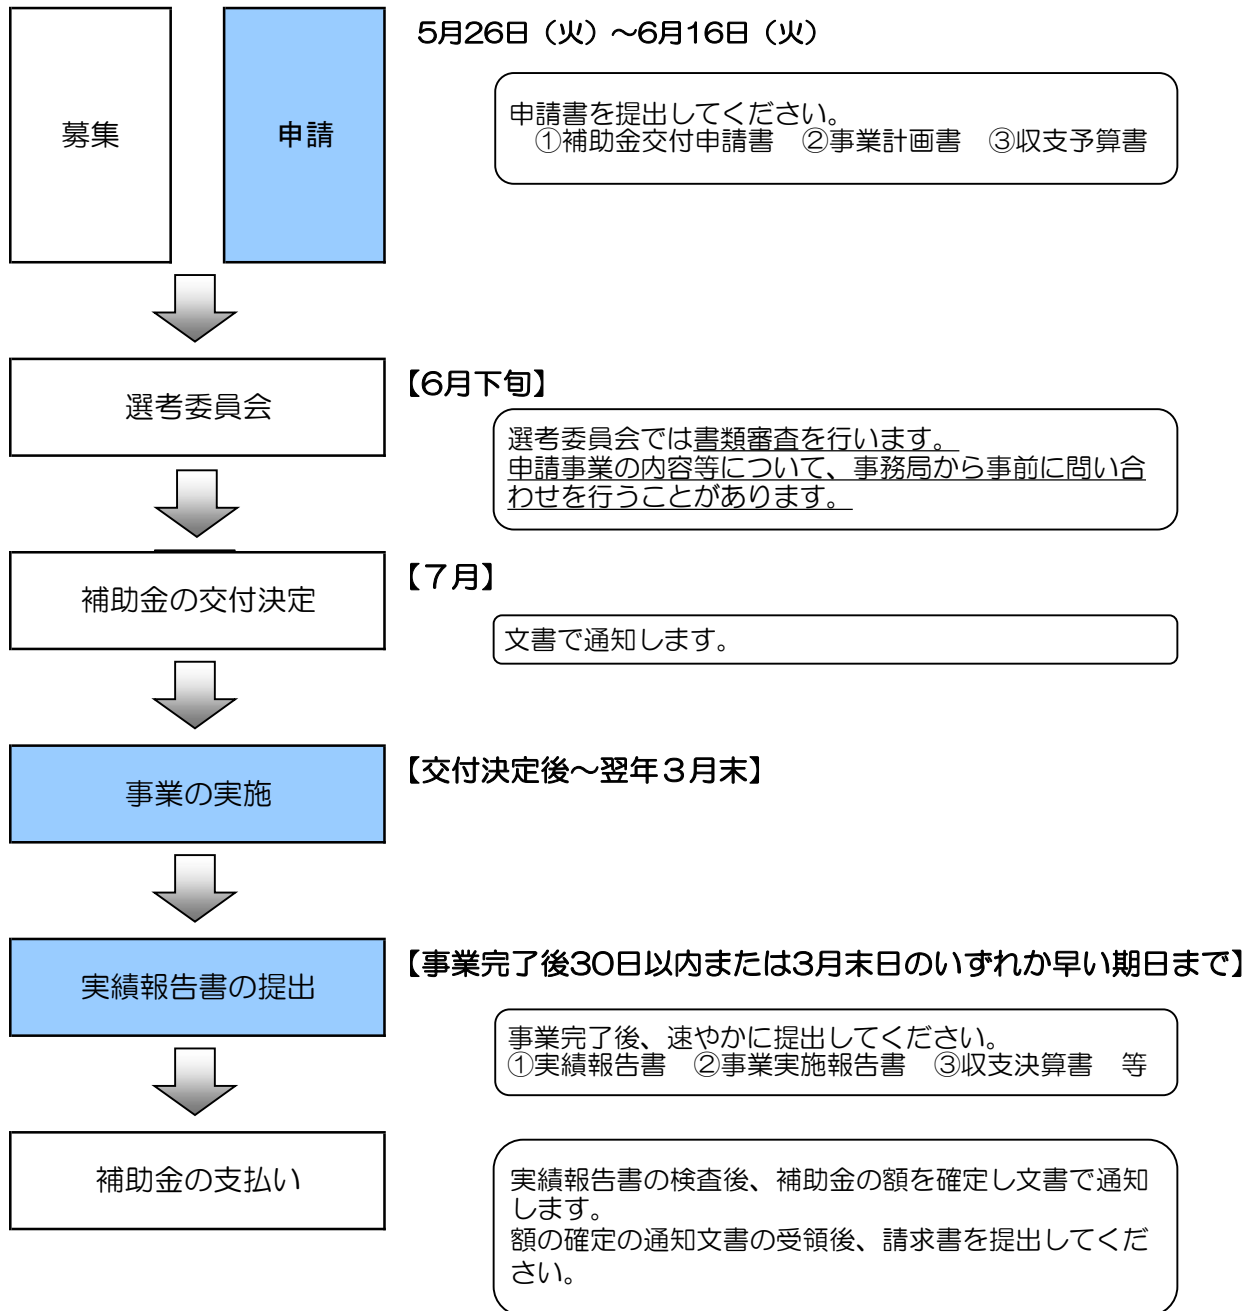 5月26日（火）～6月16日（火）
募集
申請
申請書を提出してください。
①補助金交付申請書　②事業計画書　③収支予算書
選考委員会
【6月下旬】
選考委員会では書類審査を行います。
申請事業の内容等について、事務局から事前に問い合
わせを行うことがあります。
補助金の交付決定
【７月】
文書で通知します。
事業の実施
【交付決定後～翌年３月末】
実績報告書の提出
【事業完了後30日以内または3月末日のいずれか早い期日まで】
事業完了後、速やかに提出してください。
①実績報告書　②事業実施報告書　③収支決算書　等
補助金の支払い
実績報告書の検査後、補助金の額を確定し文書で通知
します。
額の確定の通知文書の受領後、請求書を提出してくだ
さい。